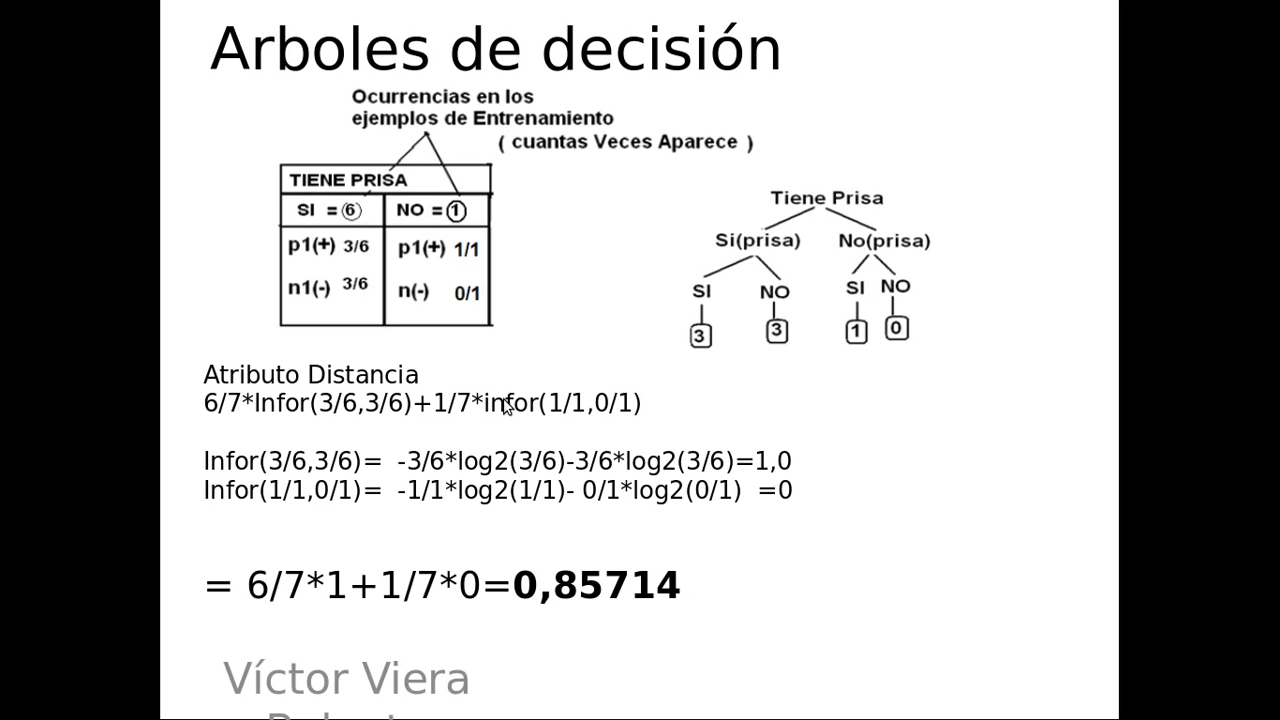 Arboles de decisión
Ocurrencias en los
ejemplos de Entrenamiento
( cuantas Veces Aparece )
TIENE PRISA
SI = 6 NO = 1
p1(+) 3/6 p1(+) 1/1
n1(-) 3/6 n(-) 0/1
Tiene Prisa
Si(prisa) No(prisa)
SI NO SI NO
3 3 1 0
Atributo Distancia
6/7*Infor(3/6,3/6)+1/7*infor(1/1,0/1)
Infor(3/6,3/6)= -3/6*log2(3/6)-3/6*log2(3/6)=1,0
Infor(1/1,0/1)= -1/1*log2(1/1)- 0/1*log2(0/1) =0
= 6/7*1+1/7*0=0,85714
Víctor Viera